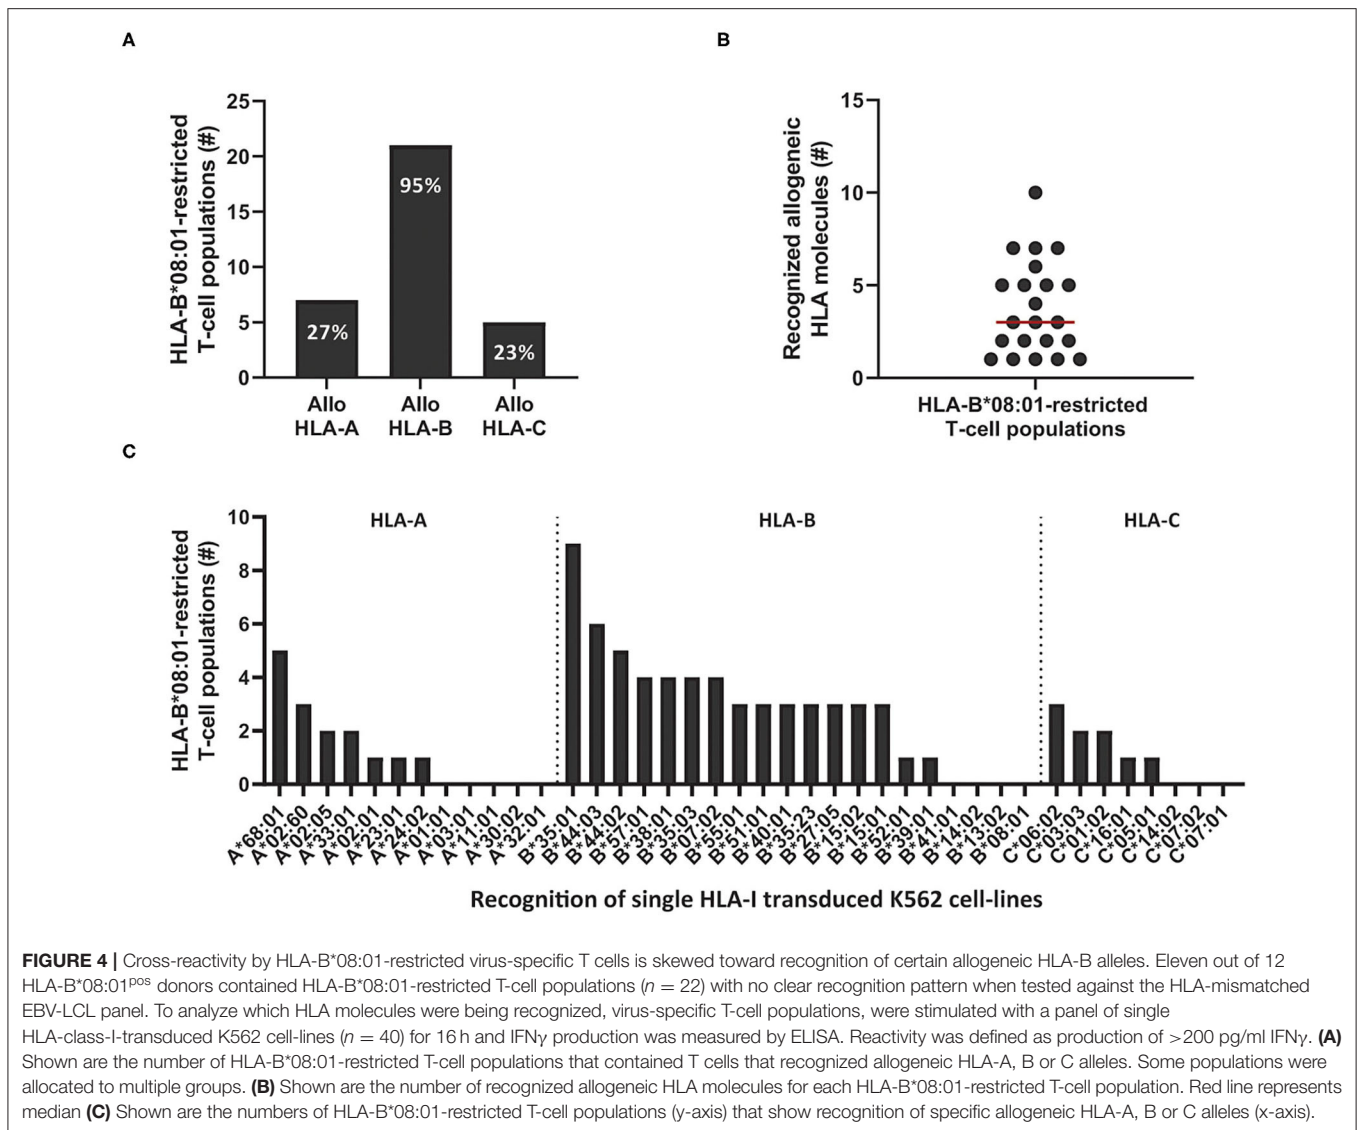 A
HLA-B*08:01-restricted
T-cell populations (#)
25
20
15
10
5
0
27%
95%
23%
Allo
HLA-A
Allo
HLA-B
Allo
HLA-C
B
Recognized allogeneic
HLA molecules (#)
15
10
5
0
HLA-B*08:01-restricted
T-cell populations
C
HLA-B*08:01-restricted
T-cell populations (#)
10
8
6
4
2
0
HLA-A
HLA-B
HLA-C
A*68:01
A*02:60
A*02:05
A*33:01
A*02:01
A*23:01
A*24:02
A*01:01
A*03:01
A*11:01
A*30:02
A*32:01
B*35:01
B*44:03
B*44:02
B*57:01
B*38:01
B*35:03
B*07:02
B*55:01
B*51:01
B*40:01
B*35:23
B*27:05
B*15:02
B*15:01
B*52:01
B*39:01
B*41:01
B*14:02
B*13:02
B*08:01
C*06:02
C*03:03
C*01:02
C*16:01
C*05:01
C*14:02
C*07:02
C*07:01
Recognition of single HLA-I transduced K562 cell-lines
FIGURE 4 | Cross-reactivity by HLA-B*08:01-restricted virus-specific T cells is skewed toward recognition of certain allogeneic HLA-B alleles. Eleven out of 12
HLA-B*08:01pos donors contained HLA-B*08:01-restricted T-cell populations (n = 22) with no clear recognition pattern when tested against the HLA-mismatched
EBV-LCL panel. To analyze which HLA molecules were being recognized, virus-specific T-cell populations, were stimulated with a panel of single
HLA-class-I-transduced K562 cell-lines (n = 40) for 16 h and IFNγ production was measured by ELISA. Reactivity was defined as production of >200 pg/ml IFNγ. (A)
Shown are the number of HLA-B*08:01-restricted T-cell populations that contained T cells that recognized allogeneic HLA-A, B or C alleles. Some populations were
allocated to multiple groups. (B) Shown are the number of recognized allogeneic HLA molecules for each HLA-B*08:01-restricted T-cell population. Red line represents
median (C) Shown are the numbers of HLA-B*08:01-restricted T-cell populations (y-axis) that show recognition of specific allogeneic HLA-A, B or C alleles (x-axis).